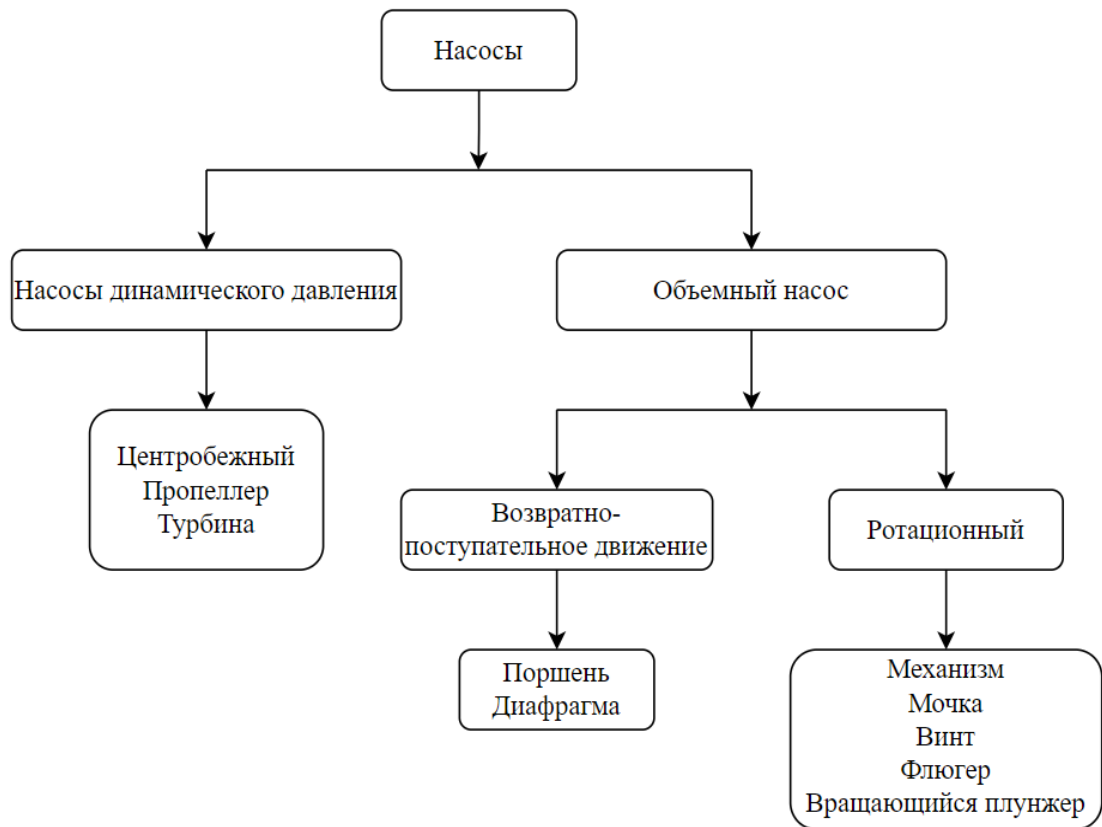 Насосы
Насосы динамического давления
Объемный насос
Центробежный
Пропеллер
Турбина
Возвратно-
поступательное движение
Ротационный
Поршень
Диафрагма
Механизм
Мочка
Винт
Флюгер
Вращающийся плунжер